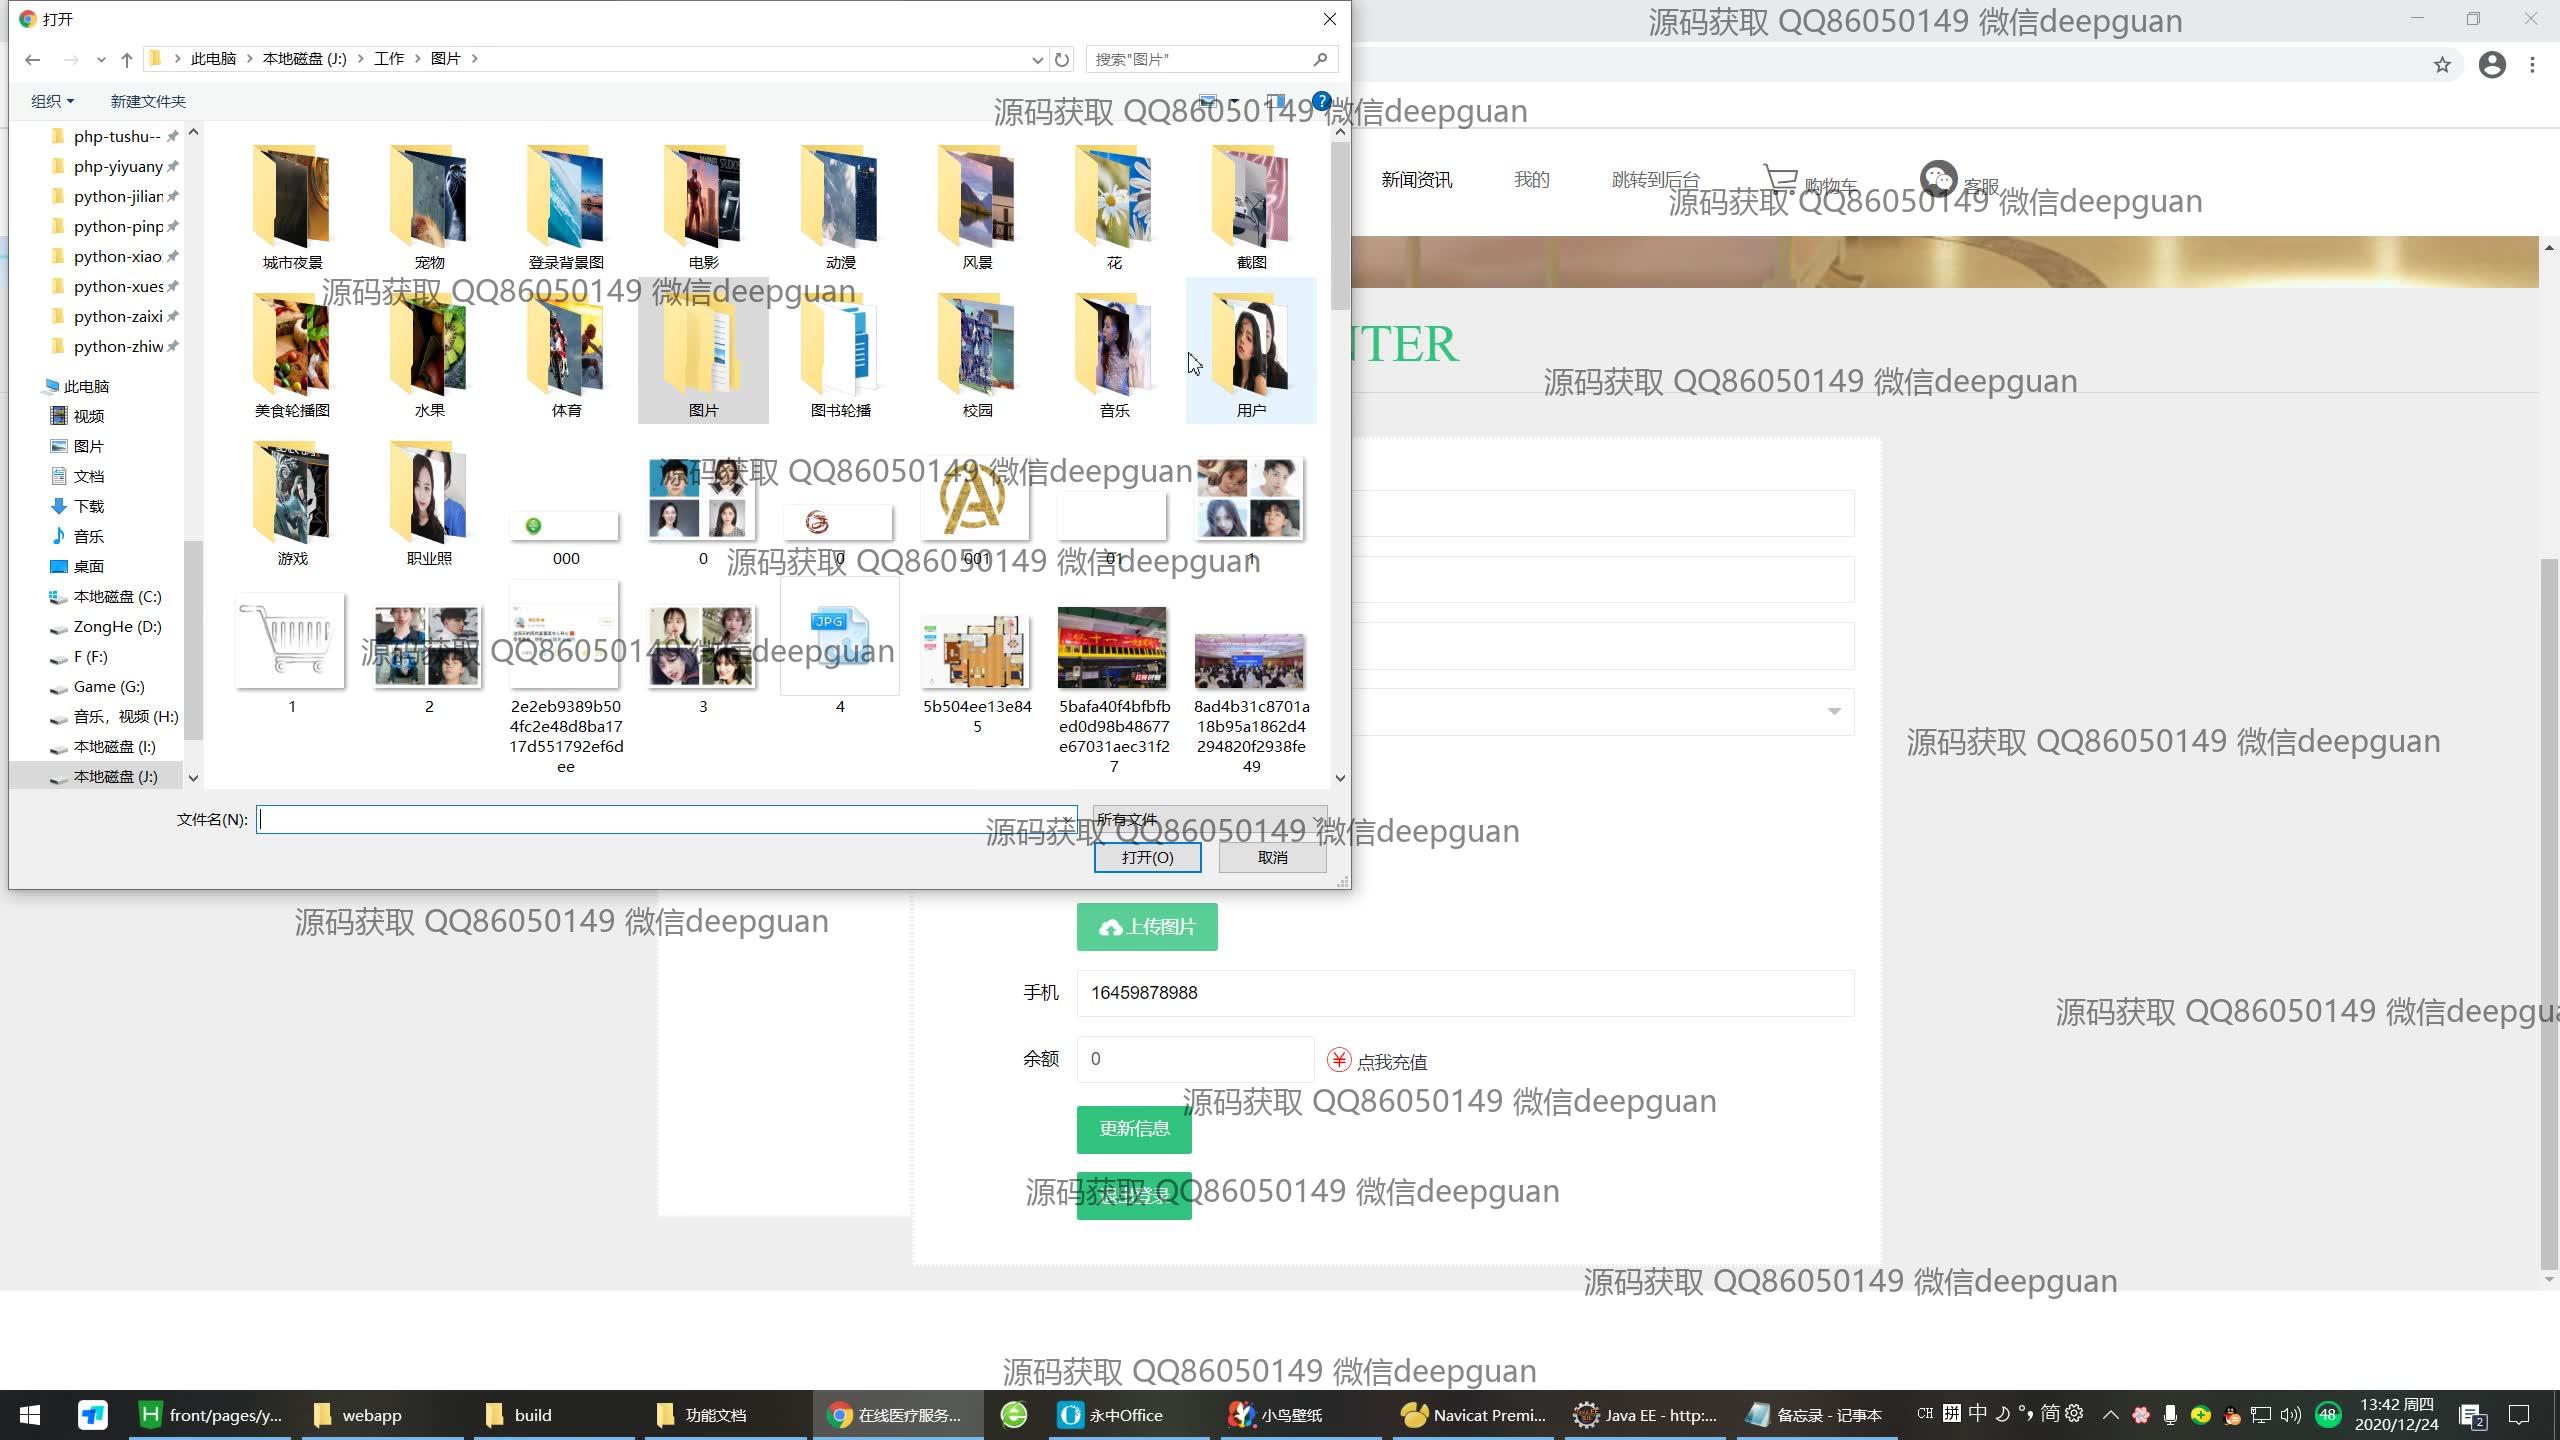 打开
源码获取 QQ86050149 微信deepguan
此电脑 本地磁盘 (J:) 工作 图片
搜索"图片"
组织 新建文件夹
源码获取 QQ86050149 微信deepguan
php-tushu--
php-yiyuany
python-jilian
python-pinp
python-xiao
python-xues
python-zaixi
python-zhiw
此电脑
视频
图片
文档
下载
音乐
桌面
本地磁盘 (C:)
ZongHe (D:)
F (F:)
Game (G:)
音乐，视频 (H:)
本地磁盘 (I:)
本地磁盘 (J:)
城市夜景 宠物 登录背景图 电影 动漫 风景 花 截图
源码获取 QQ86050149 微信deepguan
美食轮播图 水果 体育 图片 图书轮播 校园 音乐 用户
源码获取 QQ86050149 微信deepguan
游戏 职业照 000 0 0 001 01 1
源码获取 QQ86050149 微信deepguan
JPG
源码获取 QQ86050149 微信deepguan
1 2 2e2eb9389b50 3 4 5b504ee13e84 5bafa40f4bfbfb 8ad4b31c8701a
4fc2e48d8ba17 5 ed0d98b48677 18b95a1862d4
17d551792ef6d e67031aec31f2 294820f2938fe
ee 7 49
文件名(N): 所有文件
源码获取 QQ86050149 微信deepguan
打开(O) 取消
新闻资讯 我的 跳转到后台 购物车 客服
源码获取 QQ86050149 微信deepguan
NTER
源码获取 QQ86050149 微信deepguan
源码获取 QQ86050149 微信deepguan
源码获取 QQ86050149 微信deepguan
上传图片
手机 16459878988
源码获取 QQ86050149 微信deepgua
余额 0 点我充值
源码获取 QQ86050149 微信deepguan
更新信息
源码获取 QQ86050149 微信deepguan
退出登录
源码获取 QQ86050149 微信deepguan
源码获取 QQ86050149 微信deepguan
front/pages/y... webapp build 功能文档 在线医疗服务... 永中Office 小鸟壁纸 Navicat Premi... Java EE - http:... 备忘录 - 记事本 CH 拼 中 简 48 13:42 周四
2020/12/24 2